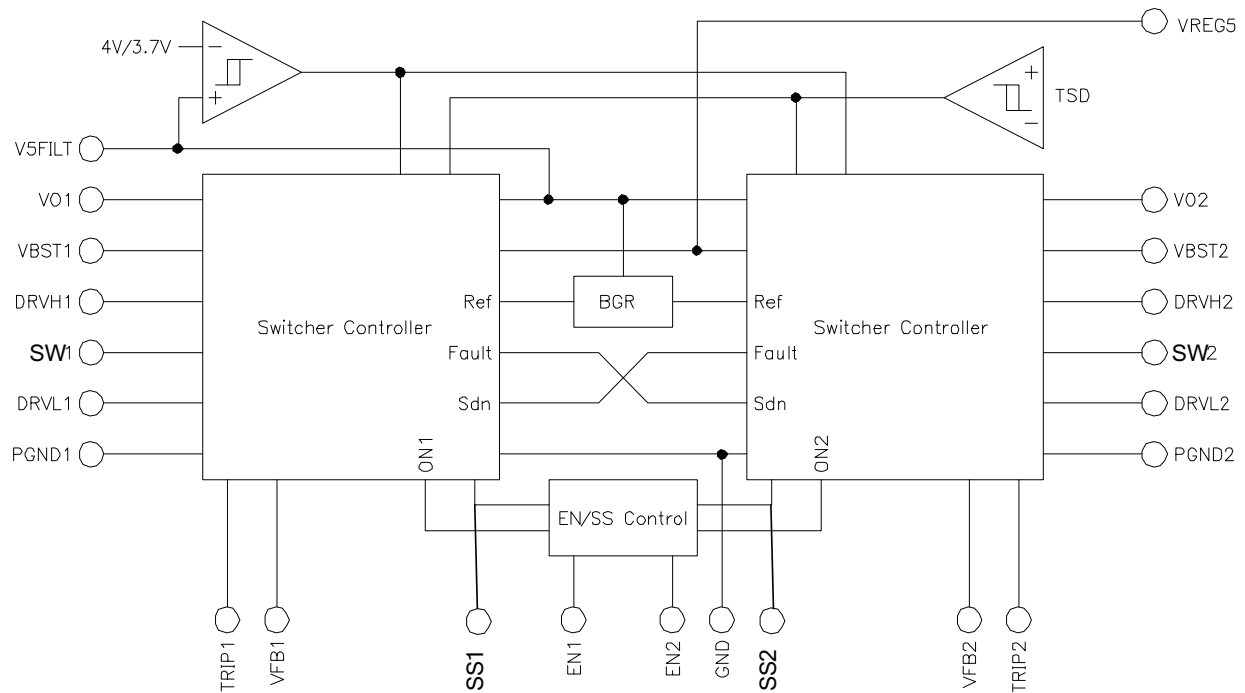 VREG5
4V/3.7V
TSD
V5FILT
VO1
VO2
VBST1
VBST2
DRVH1
Ref
BGR
Ref
DRVH2
Switcher Controller
Switcher Controller
SW1
Fault
Fault
SW2
DRVL1
Sdn
Sdn
DRVL2
PGND1
ON1
ON2
PGND2
EN/SS Control
TRIP1
VFB1
SS1
EN1
EN2
GND
SS2
VFB2
TRIP2